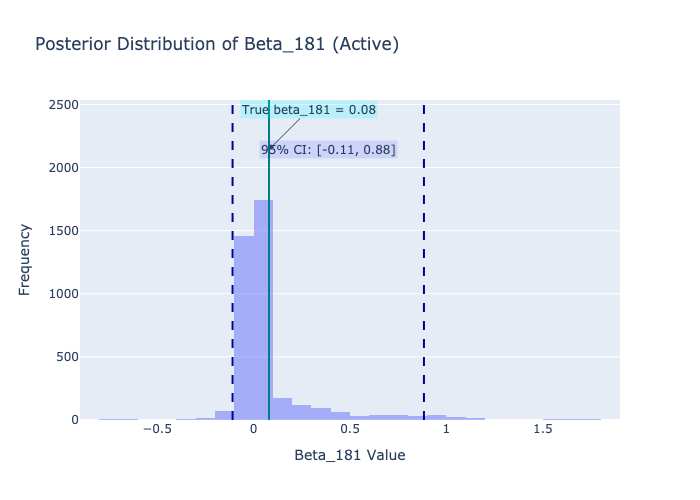 Posterior Distribution of Beta_181 (Active)
True beta_181 = 0.08
95% CI: [-0.11, 0.88]
2500
2000
1500
1000
500
0
Frequency
−0.5 0 0.5 1 1.5
Beta_181 Value